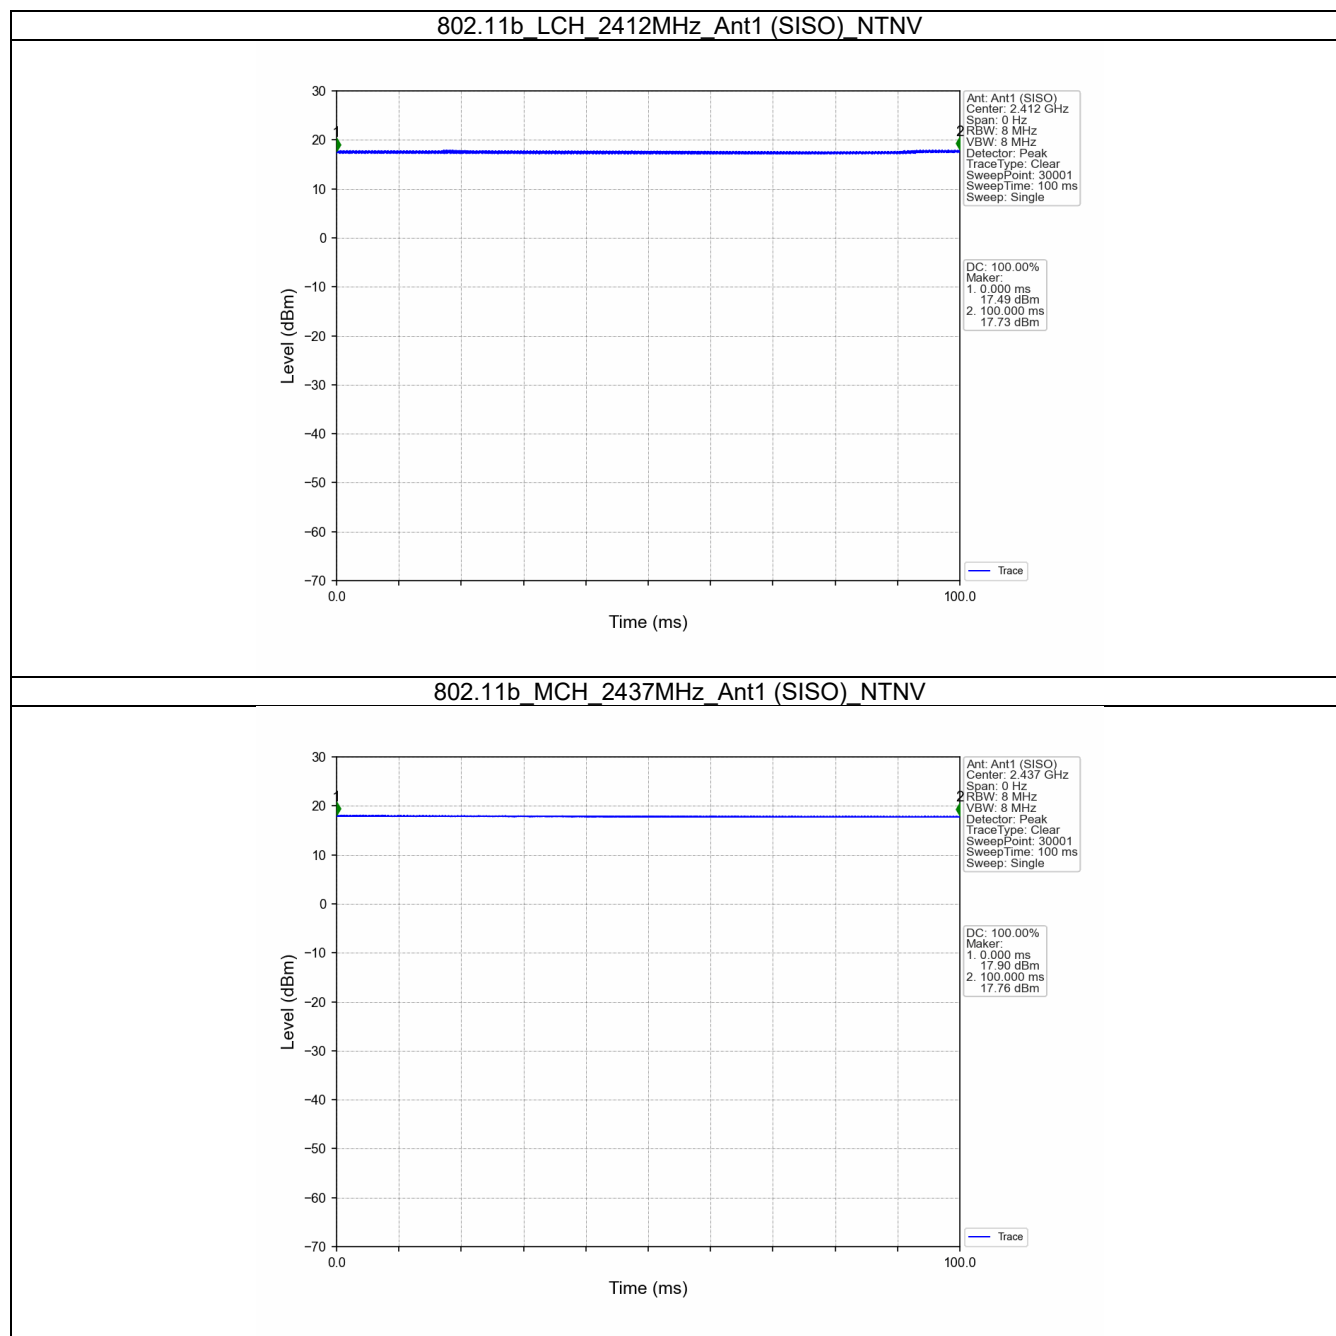 802.11b_LCH_2412MHz_Ant1 (SISO)_NTNV
30
20
10
0
−10
−20
−30
−40
−50
−60
−70
Level (dBm)
1
2
0.0
100.0
Time (ms)
Ant: Ant1 (SISO)
Center: 2.412 GHz
Span: 0 Hz
RBW: 8 MHz
VBW: 8 MHz
Detector: Peak
TraceType: Clear
SweepPoint: 30001
SweepTime: 100 ms
Sweep: Single
DC: 100.00%
Maker:
1. 0.000 ms
17.49 dBm
2. 100.000 ms
17.73 dBm
Trace
802.11b_MCH_2437MHz_Ant1 (SISO)_NTNV
30
20
10
0
−10
−20
−30
−40
−50
−60
−70
Level (dBm)
1
2
0.0
100.0
Time (ms)
Ant: Ant1 (SISO)
Center: 2.437 GHz
Span: 0 Hz
RBW: 8 MHz
VBW: 8 MHz
Detector: Peak
TraceType: Clear
SweepPoint: 30001
SweepTime: 100 ms
Sweep: Single
DC: 100.00%
Maker:
1. 0.000 ms
17.90 dBm
2. 100.000 ms
17.76 dBm
Trace